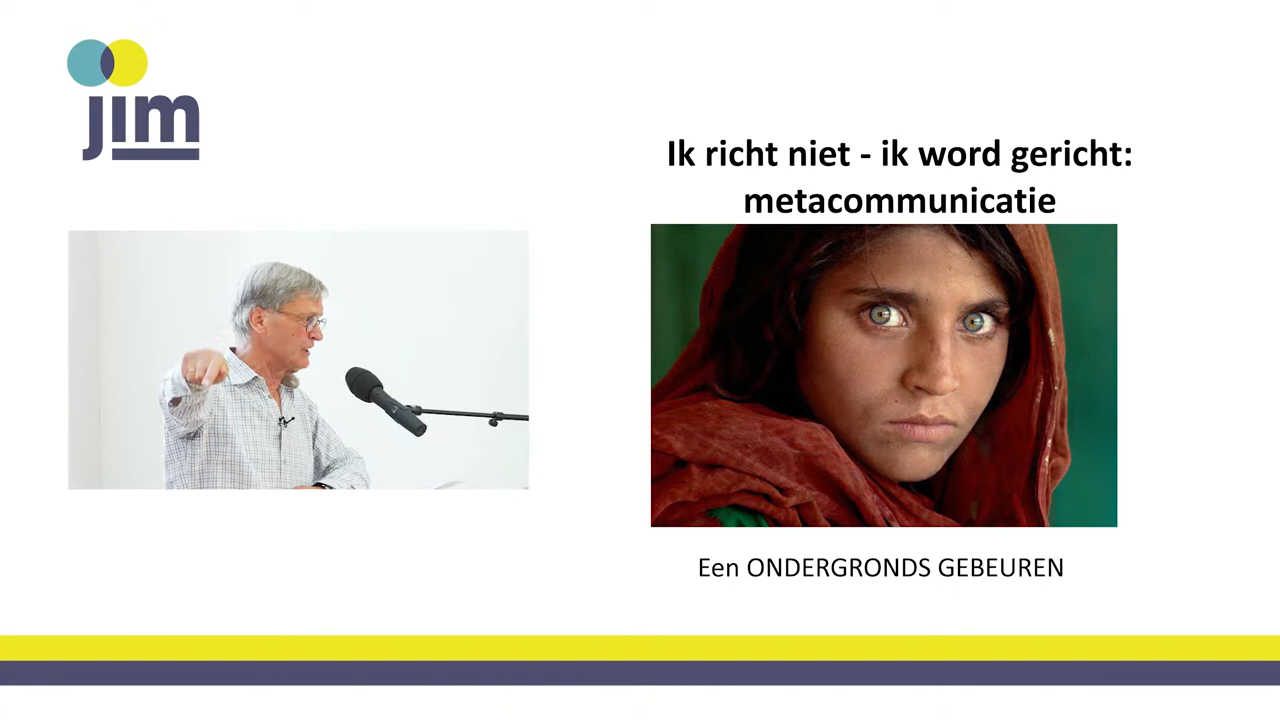 jim
Ik richt niet - ik word gericht:
metacommunicatie
Een ONDERGRONDS GEBEUREN